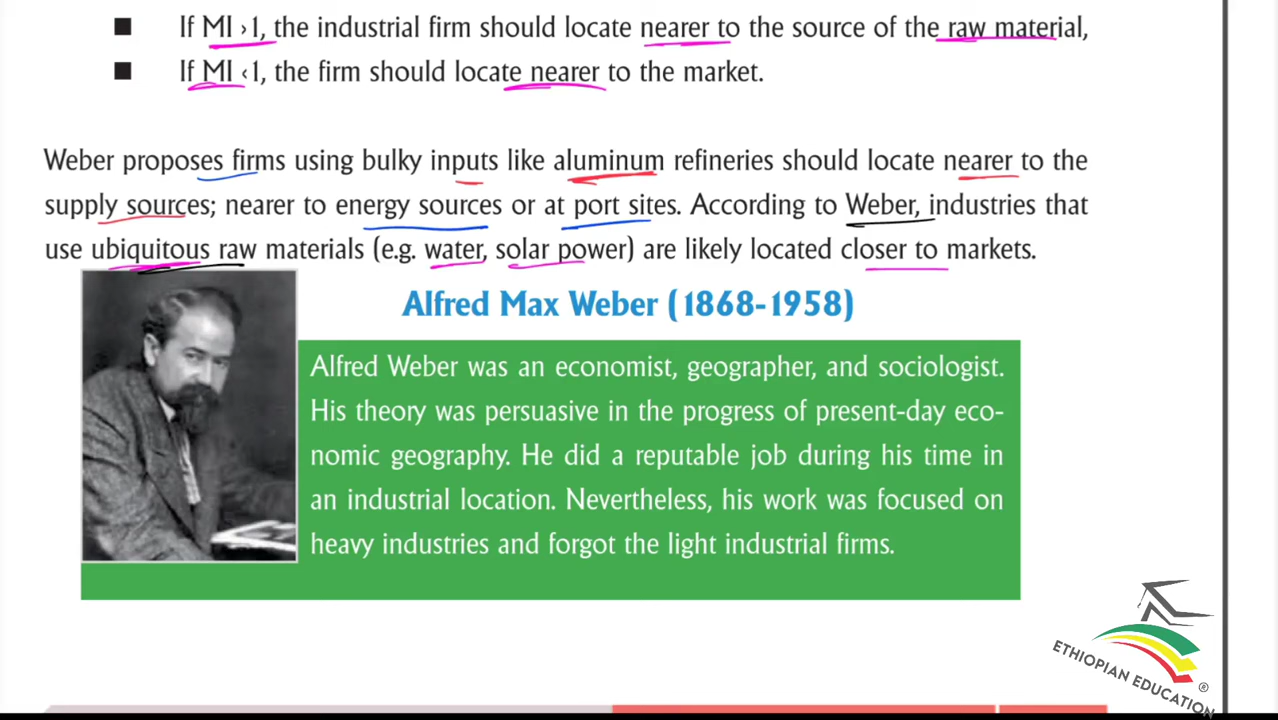 ■ If MI >1, the industrial firm should locate nearer to the source of the raw material,
■ If MI <1, the firm should locate nearer to the market.
Weber proposes firms using bulky inputs like aluminum refineries should locate nearer to the
supply sources; nearer to energy sources or at port sites. According to Weber, industries that
use ubiquitous raw materials (e.g. water, solar power) are likely located closer to markets.
Alfred Max Weber (1868-1958)
Alfred Weber was an economist, geographer, and sociologist.
His theory was persuasive in the progress of present-day eco-
nomic geography. He did a reputable job during his time in
an industrial location. Nevertheless, his work was focused on
heavy industries and forgot the light industrial firms.
ETHIOPIAN EDUCATION ®